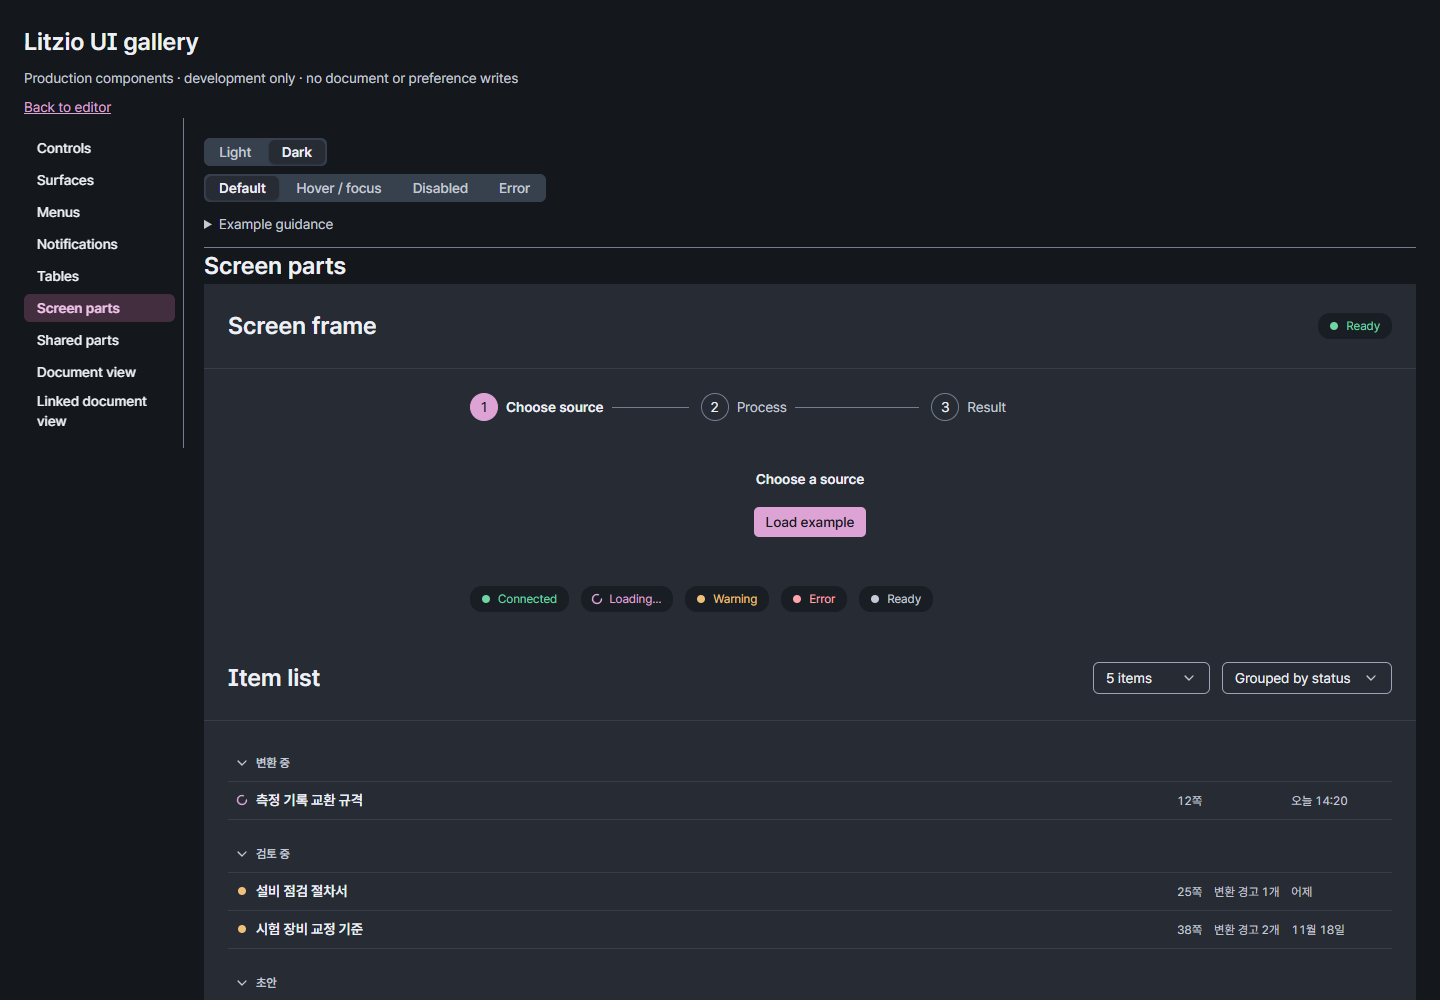 Litzio UI gallery
Production components · development only · no document or preference writes
Back to editor
Controls
Surfaces
Menus
Notifications
Tables
Screen parts
Shared parts
Document view
Linked document
view
Light Dark
Default Hover / focus Disabled Error
Example guidance
Screen parts
Screen frame Ready
1 Choose source 2 Process 3 Result
Choose a source
Load example
Connected Loading... Warning Error Ready
Item list 5 items Grouped by status
변환 중
측정 기록 교환 규격 12쪽 오늘 14:20
검토 중
설비 점검 절차서 25쪽 변환 경고 1개 어제
시험 장비 교정 기준 38쪽 변환 경고 2개 11월 18일
초안